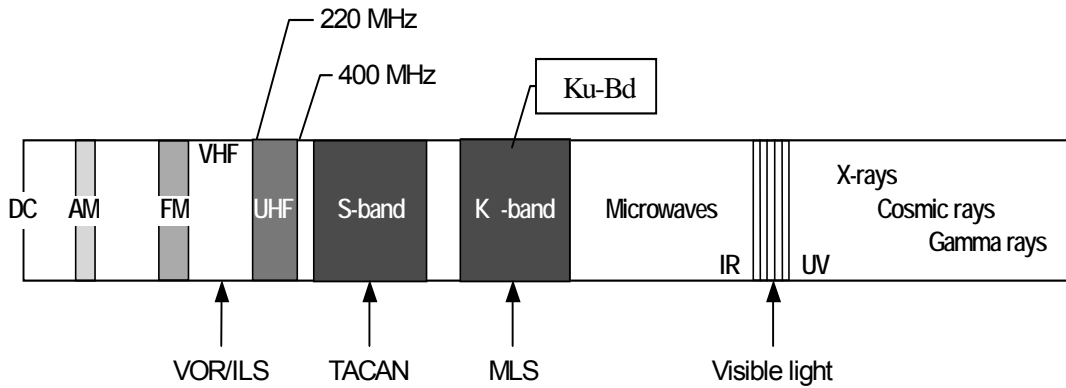 220 MHz
400 MHz
Ku-Bd
VHF
DC
AM
FM
UHF
S-band
K -band
Microwaves
X-rays
Cosmic rays
Gamma rays
IR
UV
VOR/ILS
TACAN
MLS
Visible light